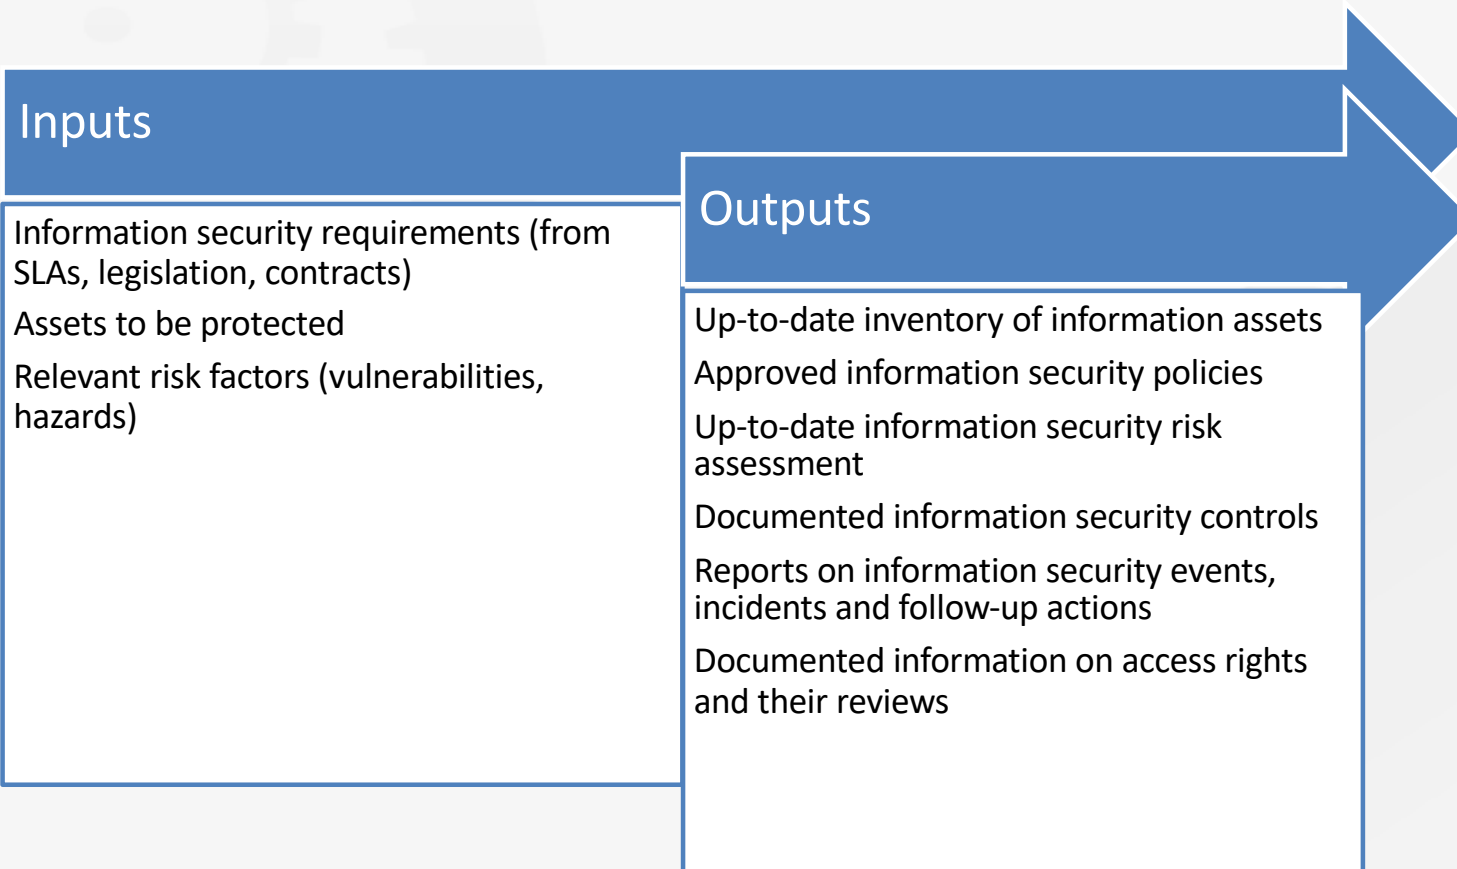 Inputs
Information security requirements (from
SLAs, legislation, contracts)
Assets to be protected
Relevant risk factors (vulnerabilities,
hazards)
Outputs
Up-to-date inventory of information assets
Approved information security policies
Up-to-date information security risk
assessment
Documented information security controls
Reports on information security events,
incidents and follow-up actions
Documented information on access rights
and their reviews